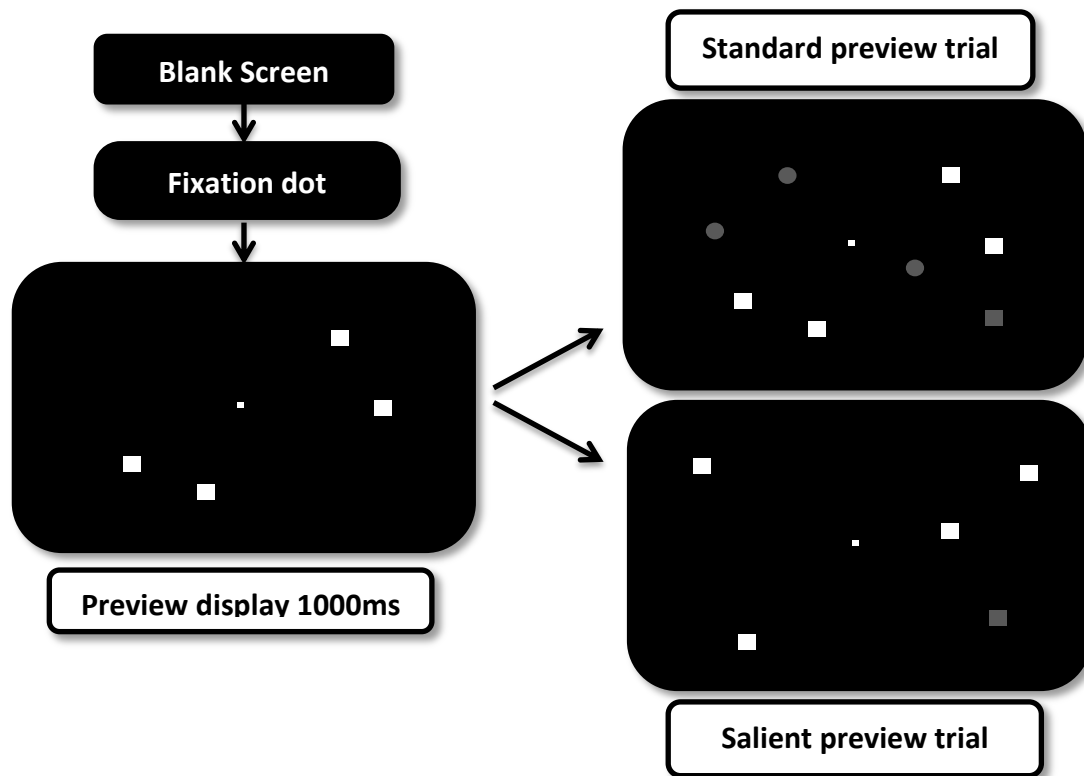 Blank Screen
Fixation dot
Preview display 1000ms
Standard preview trial
Salient preview trial